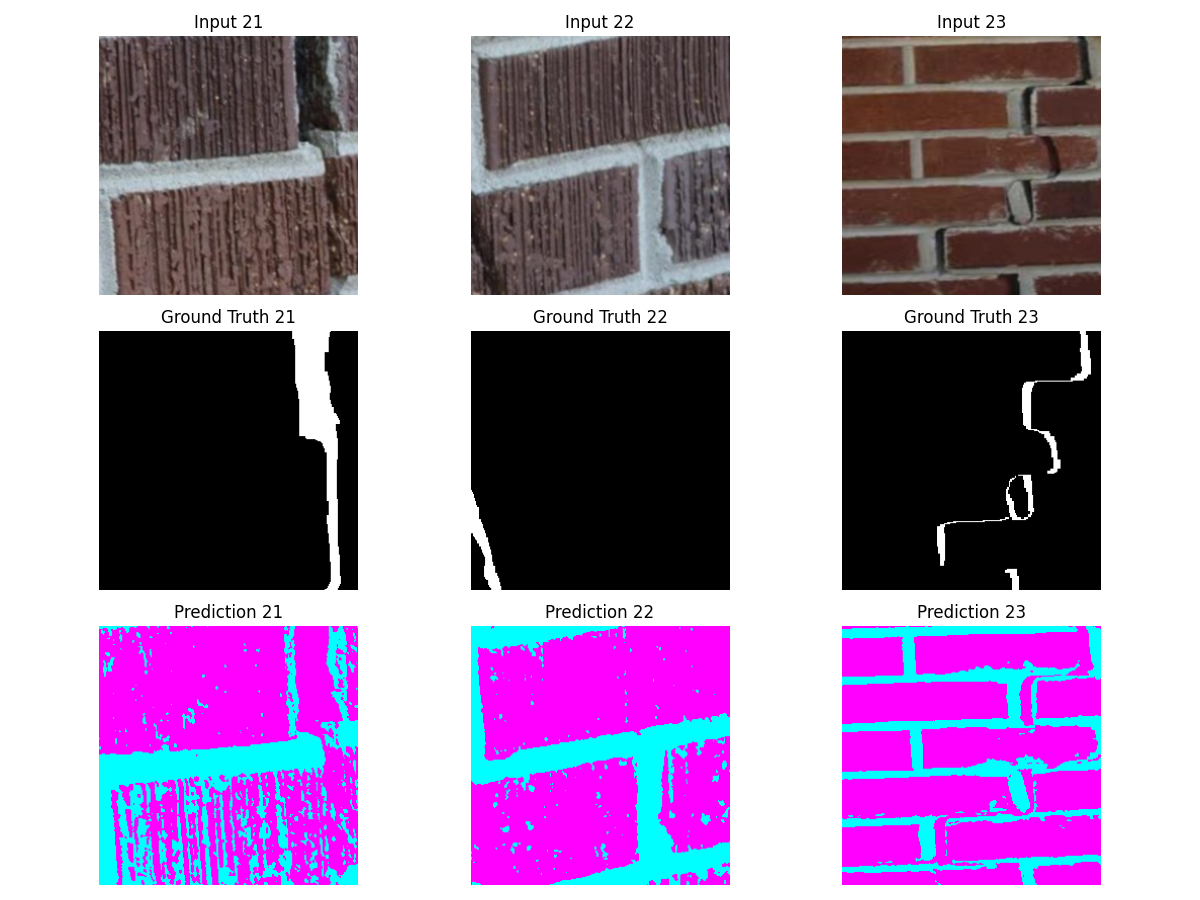 Input 21
Input 22
Input 23
Ground Truth 21
Ground Truth 22
Ground Truth 23
Prediction 21
Prediction 22
Prediction 23